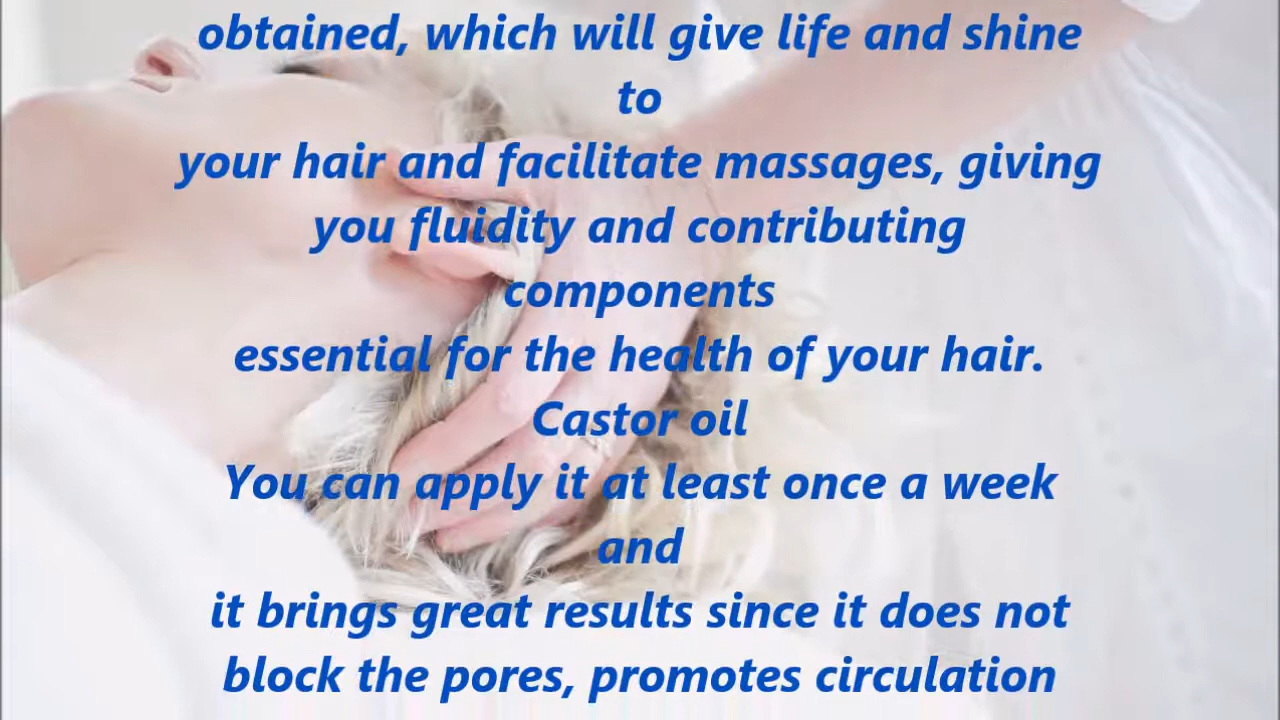 obtained, which will give life and shine
to
your hair and facilitate massages, giving
you fluidity and contributing
components
essential for the health of your hair.
Castor oil
You can apply it at least once a week
and
it brings great results since it does not
block the pores, promotes circulation